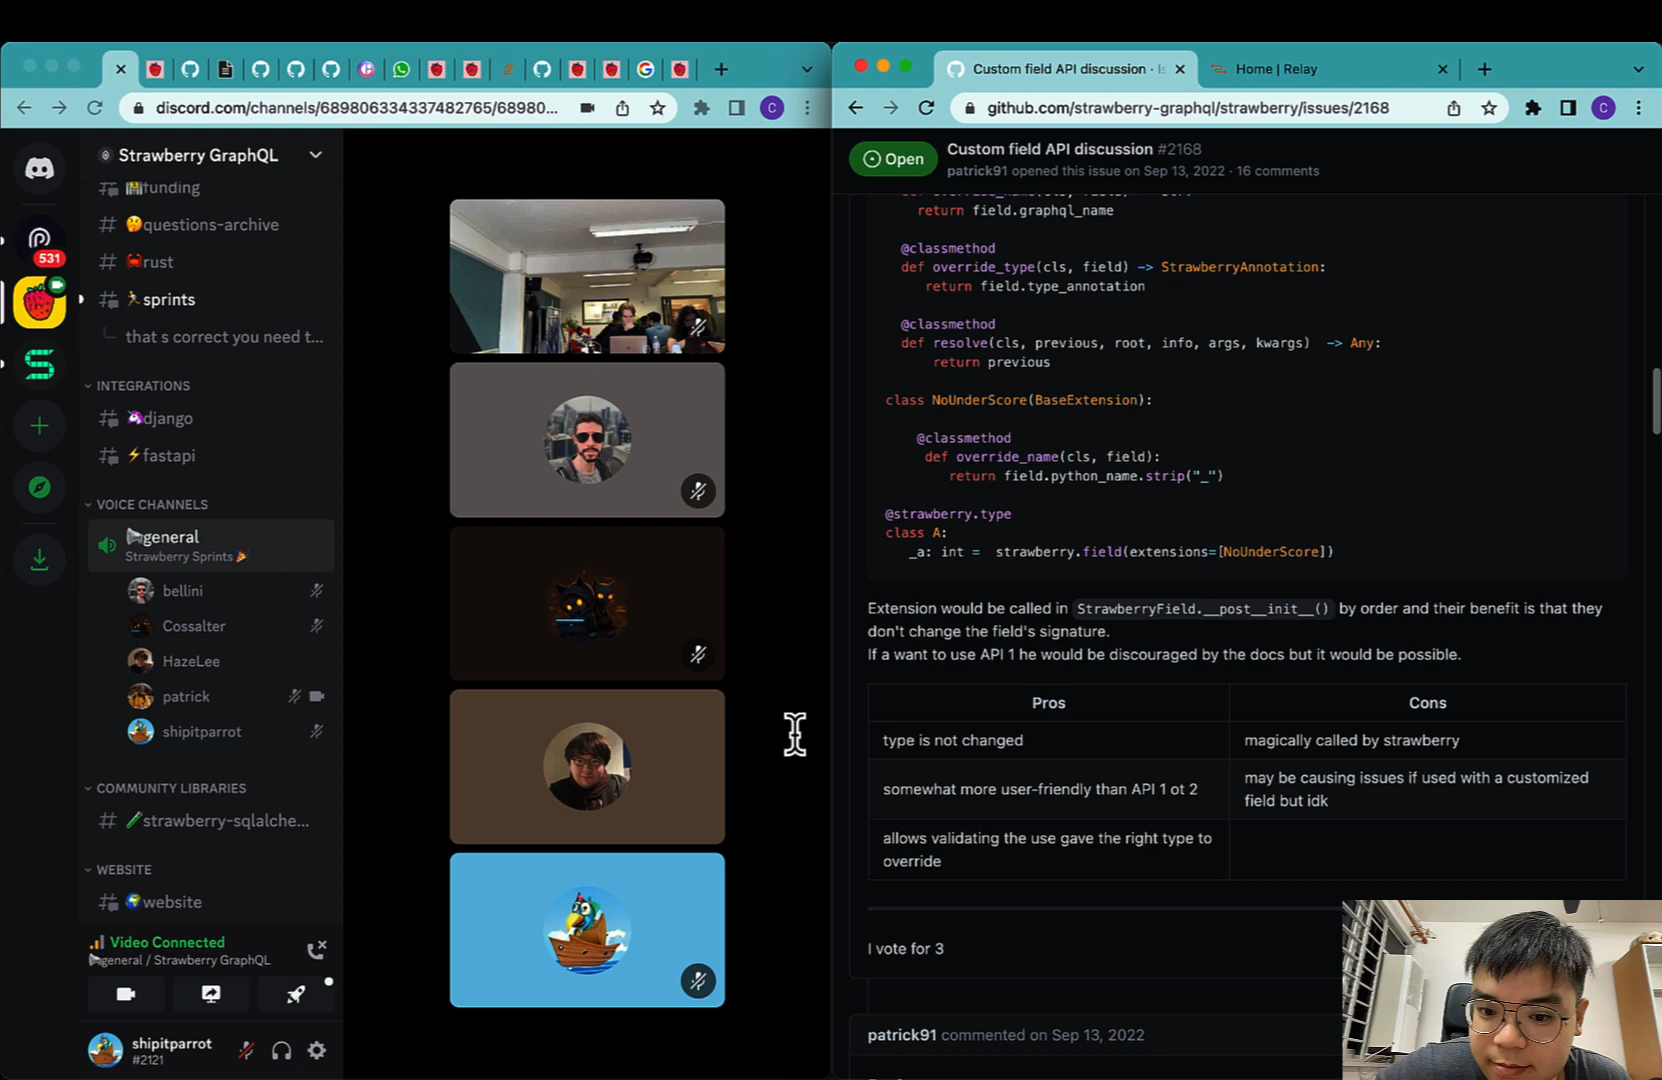 discord.com/channels/689806334337482765/68980...
C
Strawberry GraphQL
funding
questions-archive
rust
sprints
that s correct you need t...
531
INTEGRATIONS
django
fastapi
VOICE CHANNELS
general
Strawberry Sprints
bellini
Cossalter
HazeLee
patrick
shipitparrot
COMMUNITY LIBRARIES
strawberry-sqlalche...
WEBSITE
website
Video Connected
general / Strawberry GraphQL
shipitparrot
#2121
Custom field API discussion · Is
Home | Relay
github.com/strawberry-graphql/strawberry/issues/2168
C
Open
Custom field API discussion #2168
patrick91 opened this issue on Sep 13, 2022 · 16 comments
return field.graphql_name
@classmethod
def override_type(cls, field) -> StrawberryAnnotation:
return field.type_annotation
@classmethod
def resolve(cls, previous, root, info, args, kwargs) -> Any:
return previous
class NoUnderScore(BaseExtension):
@classmethod
def override_name(cls, field):
return field.python_name.strip("_")
@strawberry.type
class A:
_a: int = strawberry.field(extensions=[NoUnderScore])
Extension would be called in StrawberryField.__post__init__() by order and their benefit is that they
don't change the field's signature.
If a want to use API 1 he would be discouraged by the docs but it would be possible.
Pros
Cons
type is not changed
magically called by strawberry
somewhat more user-friendly than API 1 ot 2
may be causing issues if used with a customized
field but idk
allows validating the use gave the right type to
override
I vote for 3
patrick91 commented on Sep 13, 2022